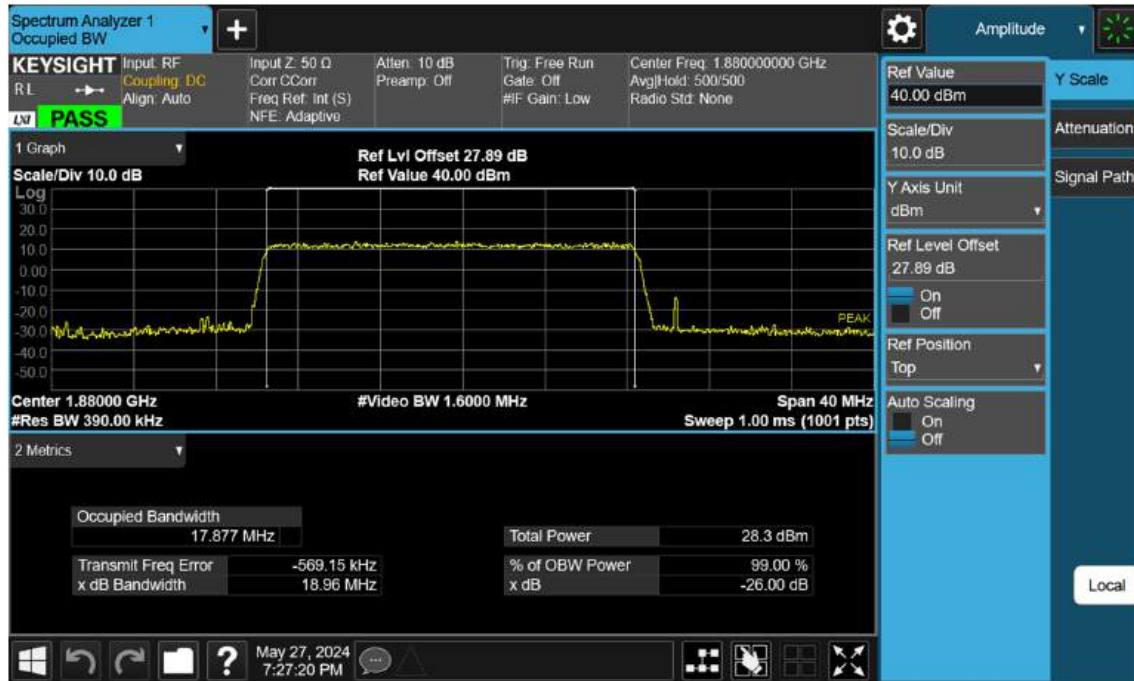 Spectrum Analyzer 1
Occupied BW
+
Amplitude
KEYSIGHT
R L
LXI
PASS
Input: RF
Coupling: DC
Align: Auto
Input Z: 50 Ω
Corr CCorr
Freq Ref: Int (S)
NFE: Adaptive
Atten: 10 dB
Preamp: Off
Trig: Free Run
Gate: Off
#IF Gain: Low
Center Freq: 1.880000000 GHz
Avg|Hold: 500/500
Radio Std: None
1 Graph
Scale/Div 10.0 dB
Ref Lvl Offset 27.89 dB
Ref Value 40.00 dBm
Log
30.0
20.0
10.0
0.00
-10.0
-20.0
-30.0
-40.0
-50.0
PEAK
Center 1.88000 GHz
#Res BW 390.00 kHz
#Video BW 1.6000 MHz
Span 40 MHz
Sweep 1.00 ms (1001 pts)
2 Metrics
Occupied Bandwidth
17.877 MHz
Transmit Freq Error -569.15 kHz
x dB Bandwidth 18.96 MHz
Total Power 28.3 dBm
% of OBW Power 99.00 %
x dB -26.00 dB
?
May 27, 2024
7:27:20 PM
Ref Value
40.00 dBm
Scale/Div
10.0 dB
Y Axis Unit
dBm
Ref Level Offset
27.89 dB
On
Off
Ref Position
Top
Auto Scaling
On
Off
Y Scale
Attenuation
Signal Path
Local